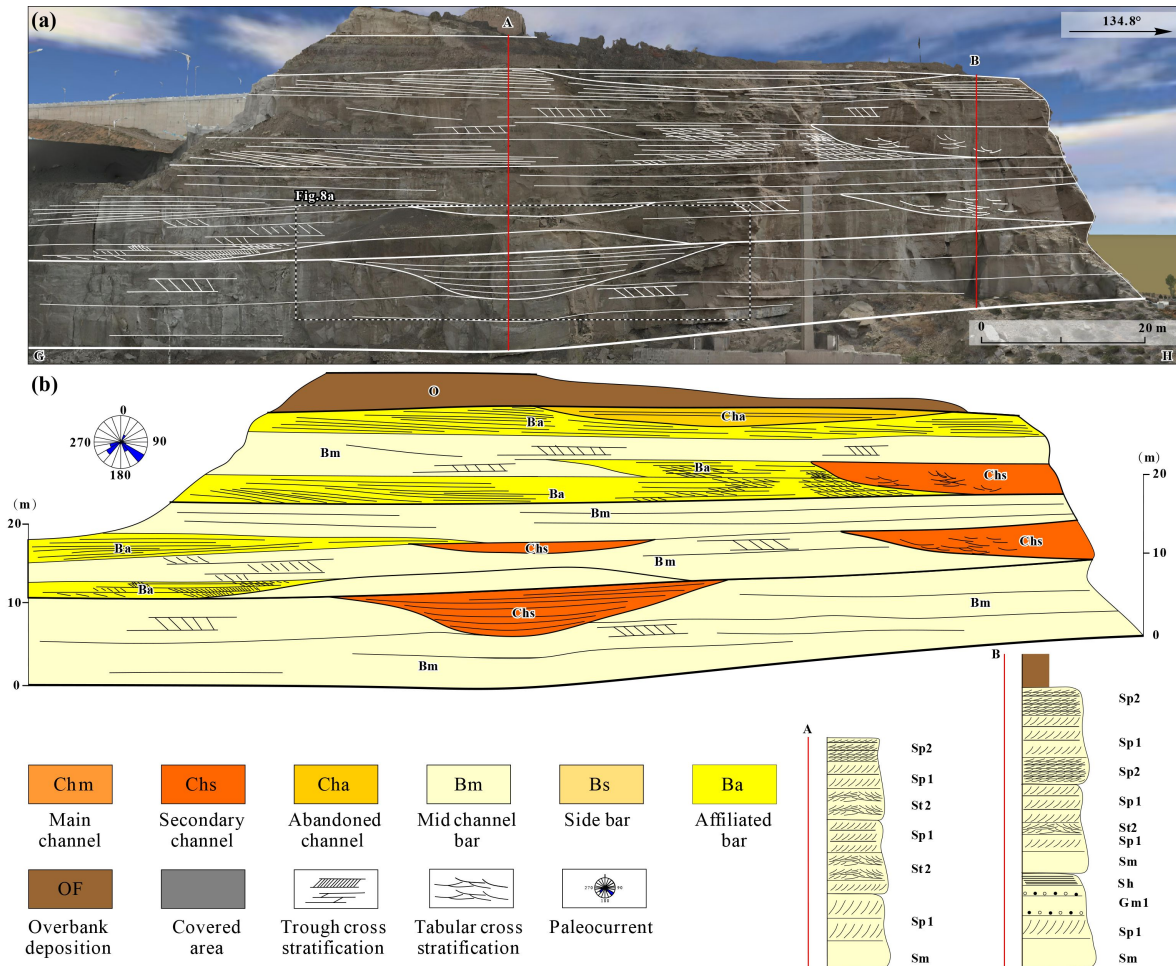 (a)
A
134.8°
B
Fig.8a
0
20 m
G
H
(b)
O
Cha
Ba
0
270
90
180
Bm
Ba
Chs
(m)
20
Ba
(m)
20
Bm
Ba
Chs
Bm
Chs
10
Ba
10
Chs
Bm
Bm
0
0
B
Sp2
A
Sp2
Sp1
Sp1
Sp2
St2
Sp1
Sp1
St2
Sp1
St2
Sm
Sh
Gm1
Sp1
Sp1
Sm
Sm
Chm
Chs
Cha
Bm
Bs
Ba
Main channel
Secondary channel
Abandoned channel
Mid channel bar
Side bar
Affiliated bar
OF
270
0
90
180
Overbank deposition
Covered area
Trough cross stratification
Tabular cross stratification
Paleocurrent